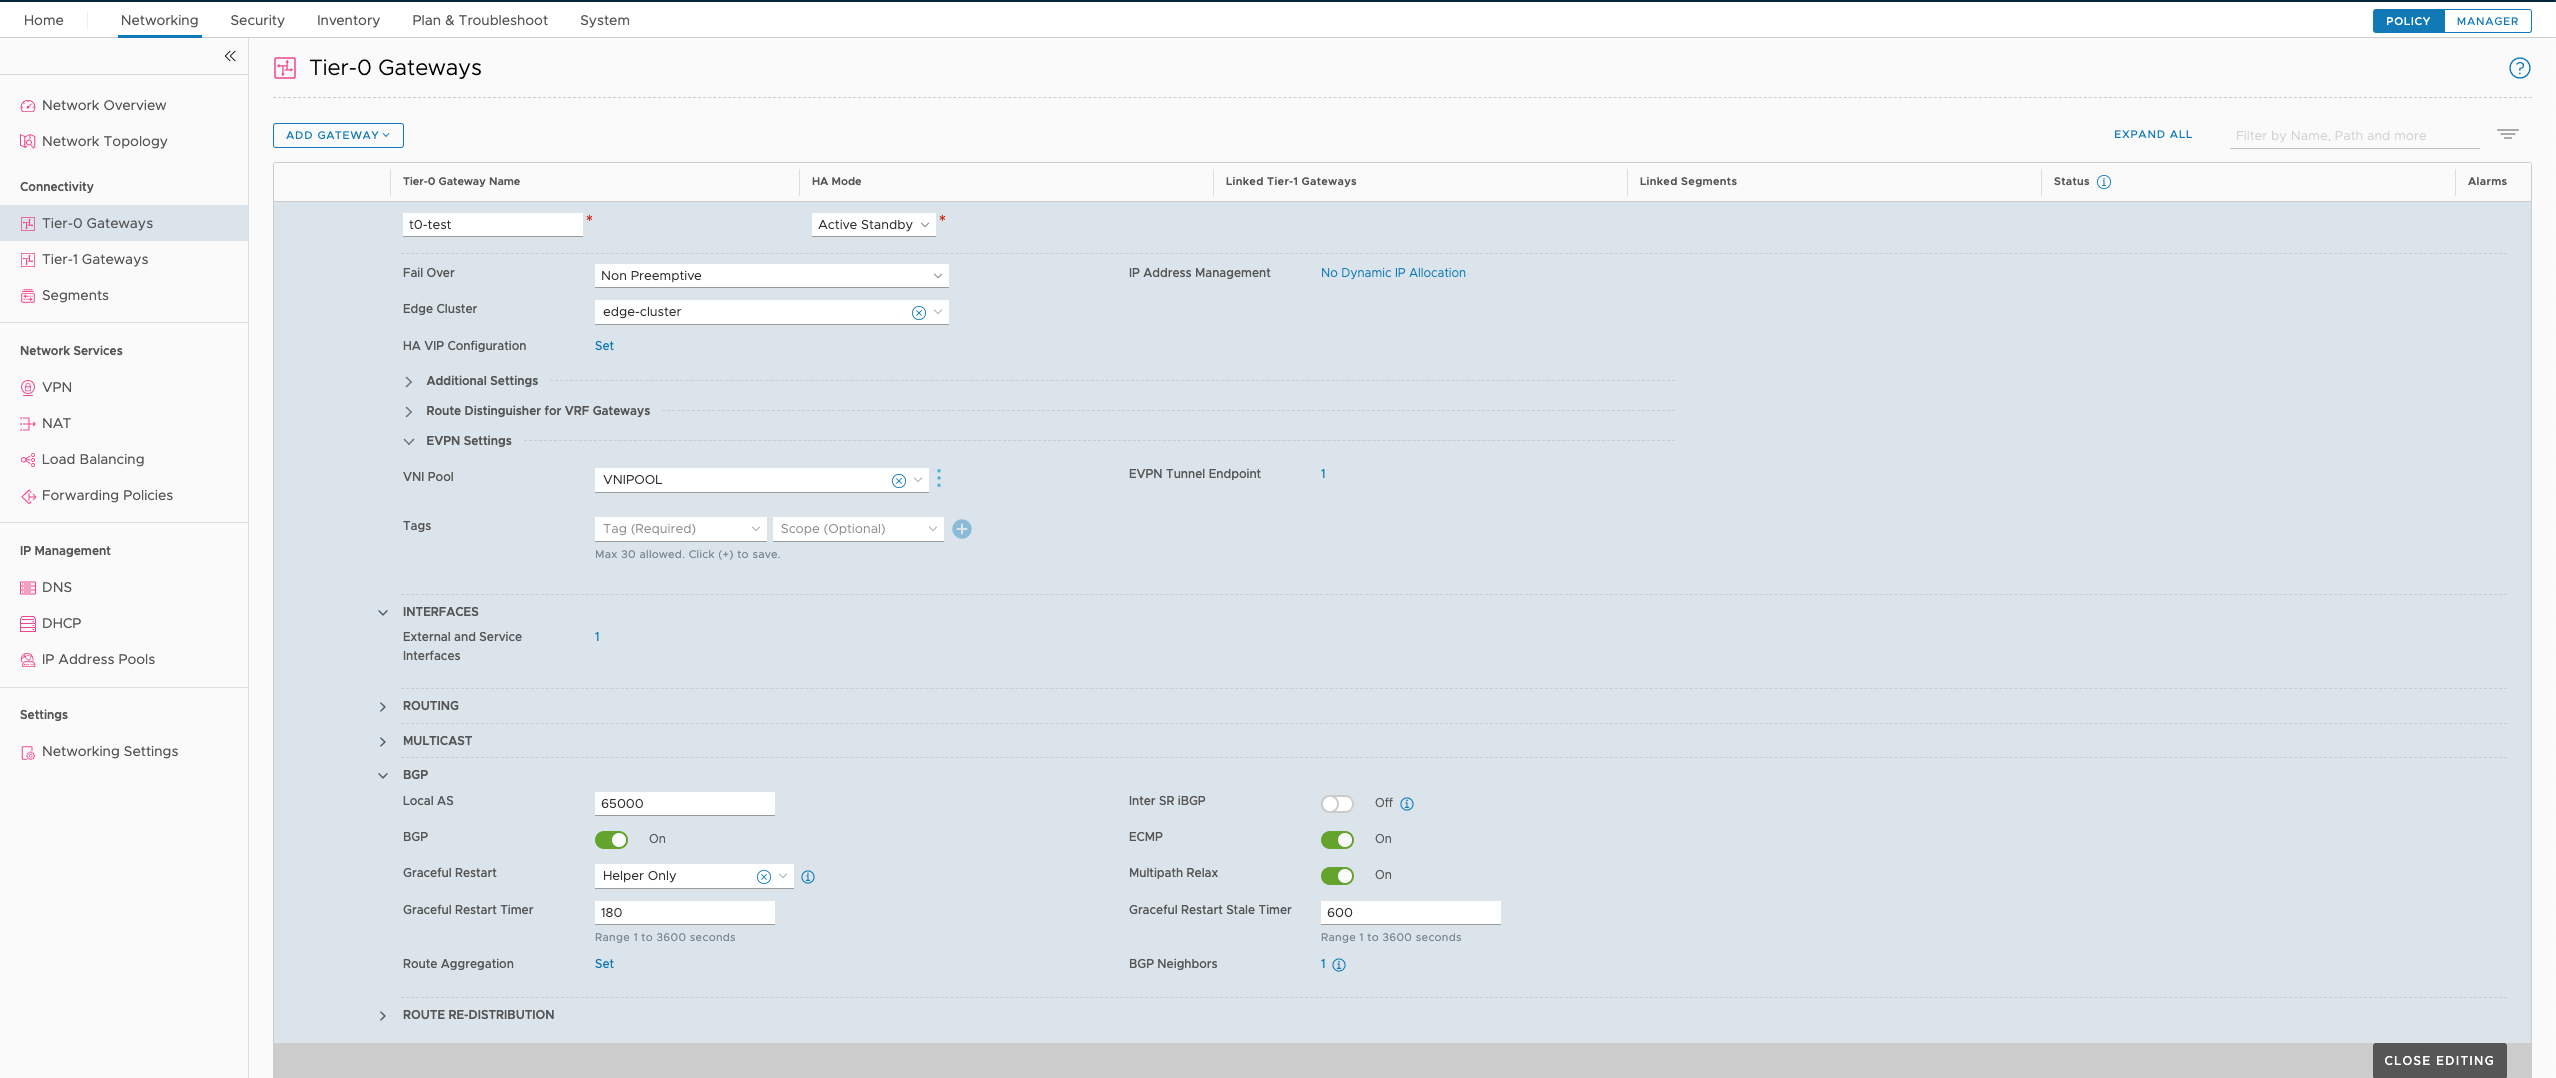 Home Networking Security Inventory Plan & Troubleshoot System POLICY MANAGER
Network Overview
Network Topology
Connectivity
Tier-0 Gateways
Tier-1 Gateways
Segments
Network Services
VPN
NAT
Load Balancing
Forwarding Policies
IP Management
DNS
DHCP
IP Address Pools
Settings
Networking Settings
Tier-0 Gateways
ADD GATEWAY EXPAND ALL Filter by Name, Path and more
Tier-0 Gateway Name HA Mode Linked Tier-1 Gateways Linked Segments Status Alarms
t0-test * Active Standby *
Fail Over Non Preemptive IP Address Management No Dynamic IP Allocation
Edge Cluster edge-cluster
HA VIP Configuration Set
Additional Settings
Route Distinguisher for VRF Gateways
EVPN Settings
VNI Pool VNIPOOL EVPN Tunnel Endpoint 1
Tags Tag (Required) Scope (Optional)
Max 30 allowed. Click (+) to save.
INTERFACES
External and Service 1
Interfaces
ROUTING
MULTICAST
BGP
Local AS 65000 Inter SR iBGP Off
BGP On ECMP On
Graceful Restart Helper Only Multipath Relax On
Graceful Restart Timer 180 Graceful Restart Stale Timer 600
Range 1 to 3600 seconds Range 1 to 3600 seconds
Route Aggregation Set BGP Neighbors 1
ROUTE RE-DISTRIBUTION
CLOSE EDITING